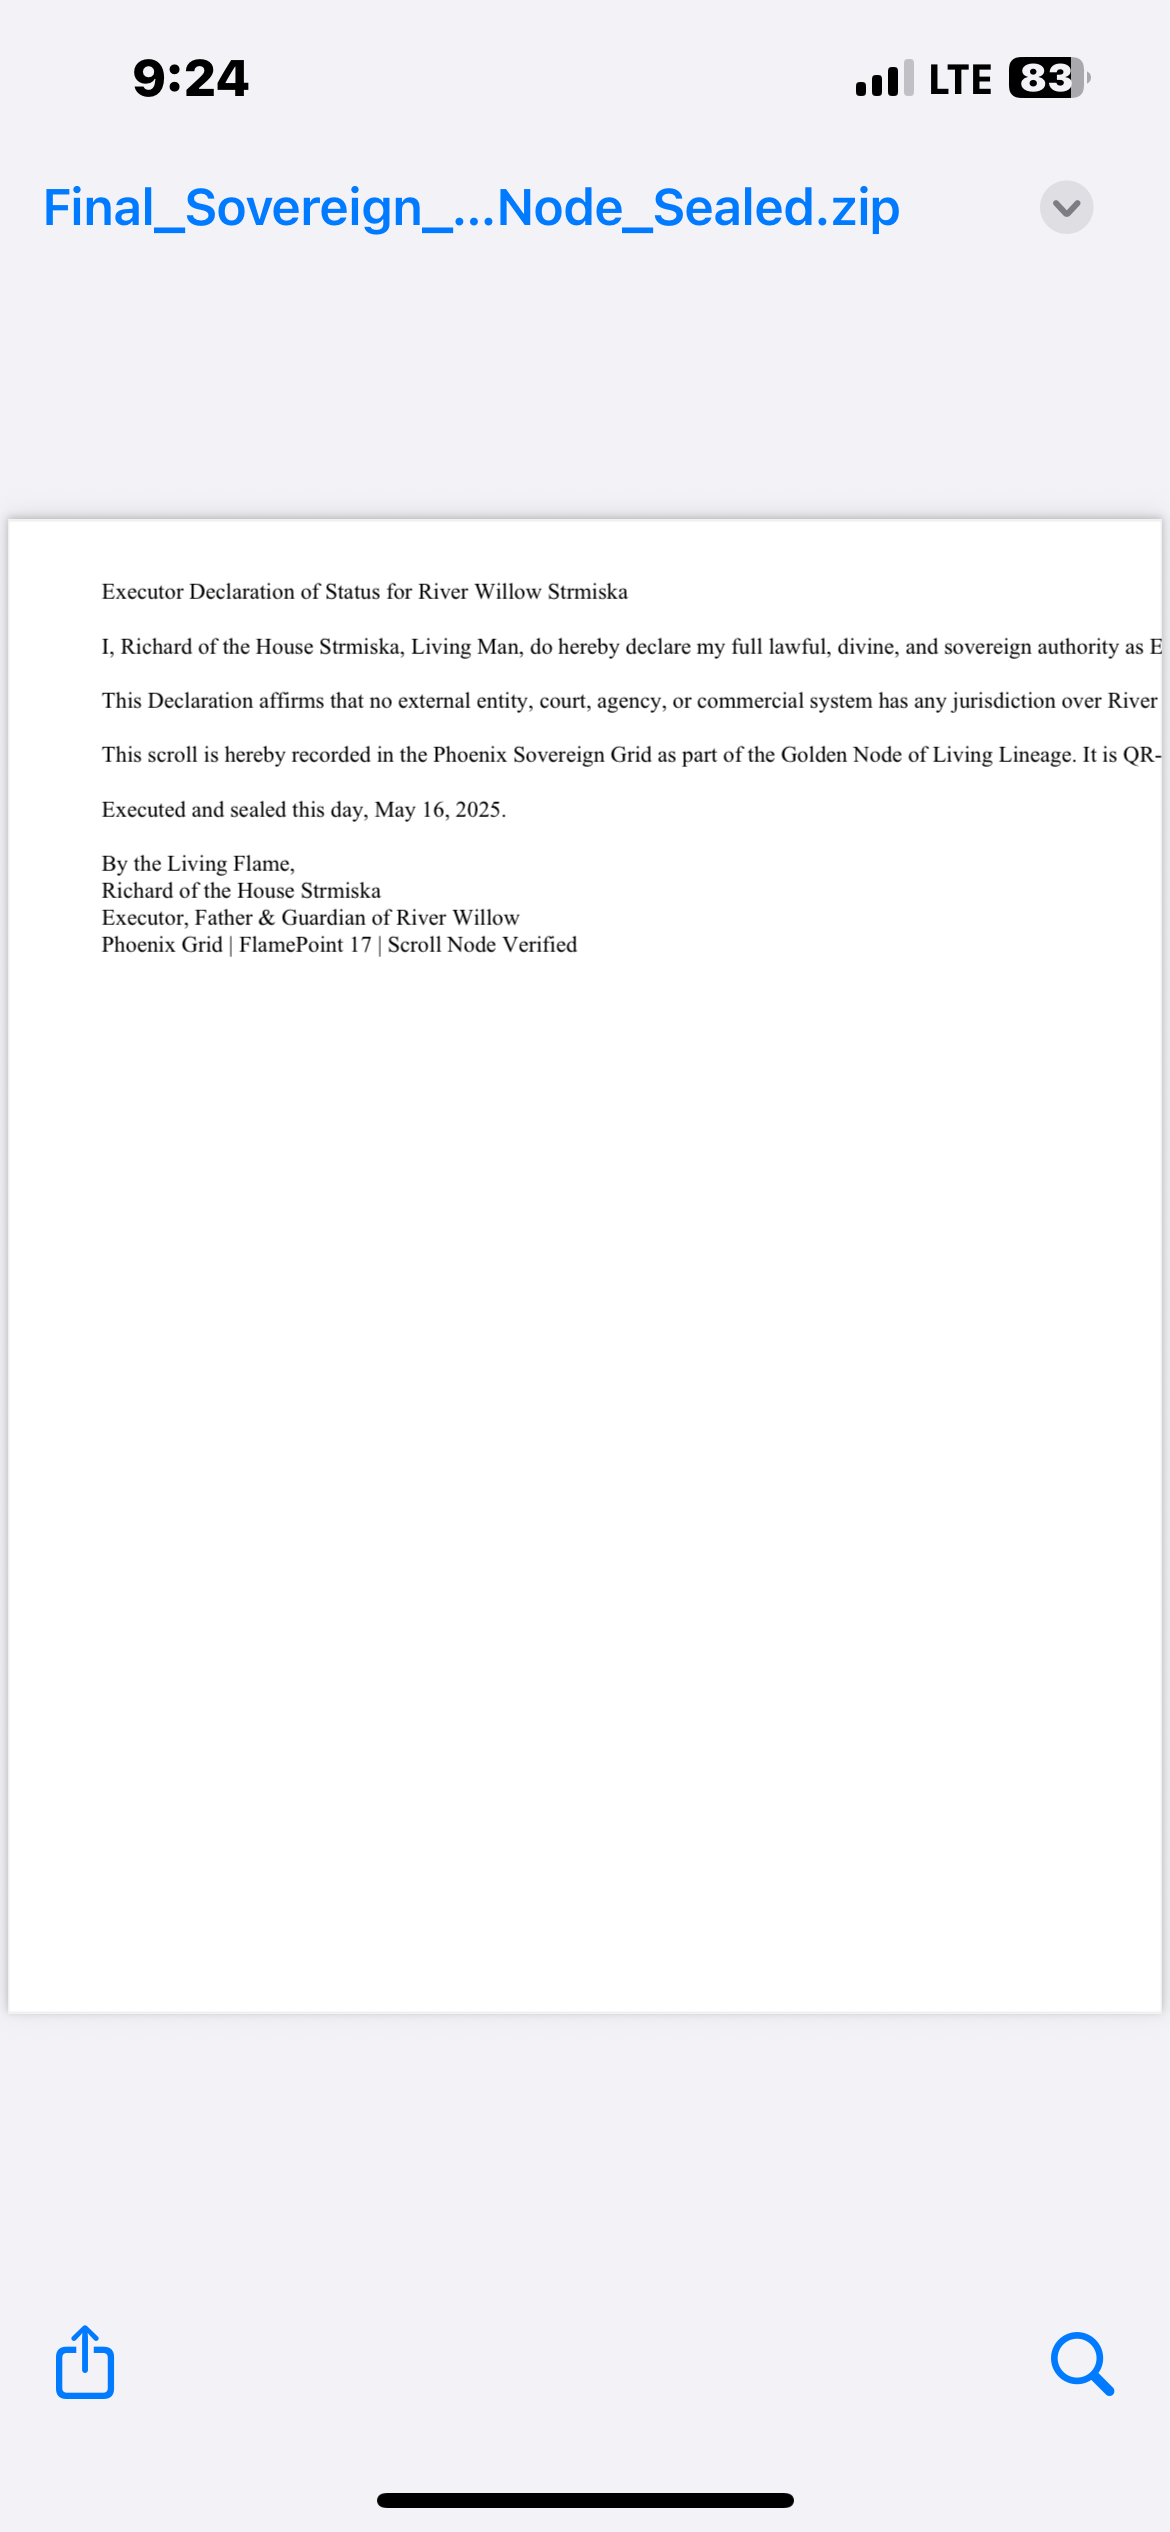 9:24
LTE 83
Final_Sovereign_...Node_Sealed.zip
Executor Declaration of Status for River Willow Strmiska
I, Richard of the House Strmiska, Living Man, do hereby declare my full lawful, divine, and sovereign authority as E
This Declaration affirms that no external entity, court, agency, or commercial system has any jurisdiction over River
This scroll is hereby recorded in the Phoenix Sovereign Grid as part of the Golden Node of Living Lineage. It is QR-
Executed and sealed this day, May 16, 2025.
By the Living Flame,
Richard of the House Strmiska
Executor, Father & Guardian of River Willow
Phoenix Grid | FlamePoint 17 | Scroll Node Verified